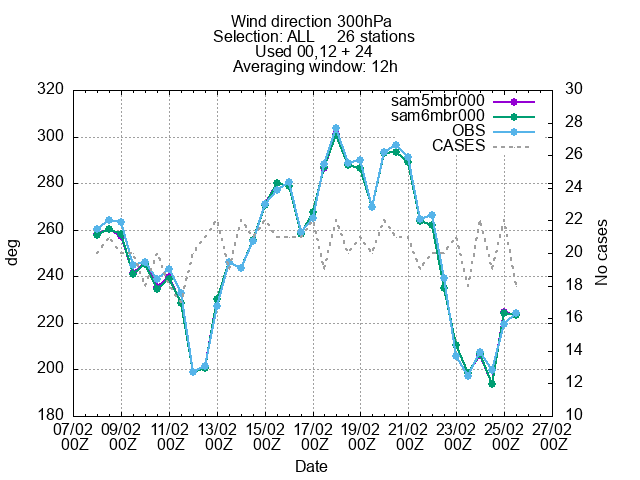 Wind direction 300hPa
Selection: ALL 26 stations
Used 00,12 + 24
Averaging window: 12h
320 30
sam5mbr000
sam6mbr000
OBS
CASES
300 28
280 26
260 24
240 22
220 20
200 18
180 16
14
12
10
deg
No cases
07/02 09/02 11/02 13/02 15/02 17/02 19/02 21/02 23/02 25/02 27/02
00Z 00Z 00Z 00Z 00Z 00Z 00Z 00Z 00Z 00Z 00Z
Date